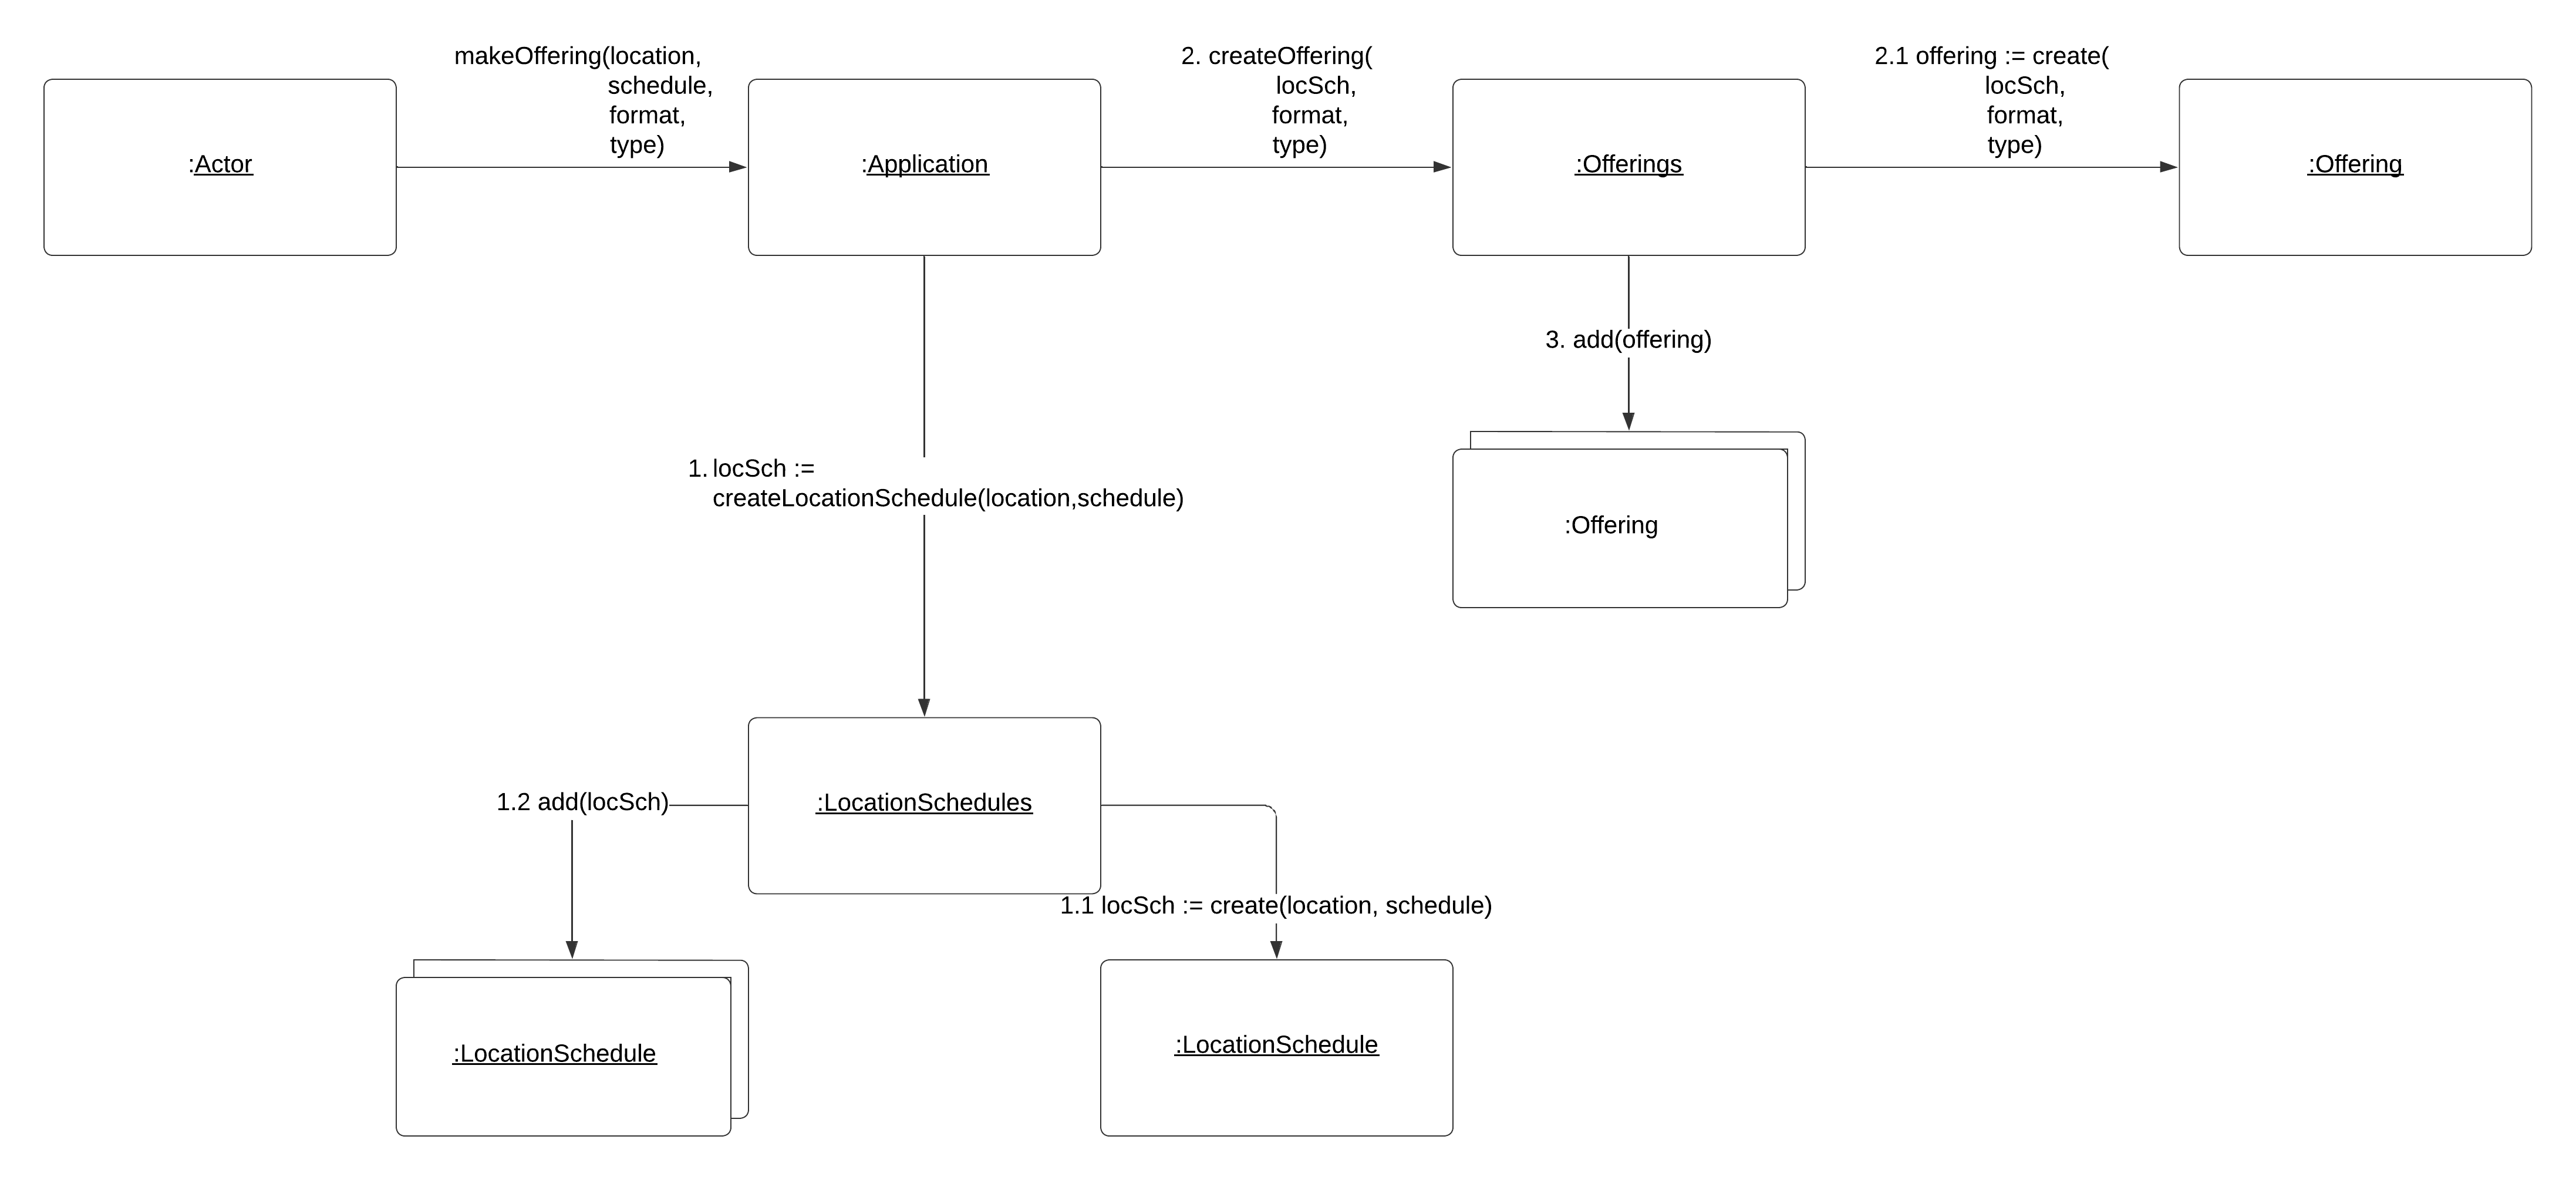 makeOffering(location,
schedule,
format,
type)
2. createOffering(
locSch,
format,
type)
2.1 offering := create(
locSch,
format,
type)
:Actor
:Application
:Offerings
:Offering
3. add(offering)
1. locSch :=
createLocationSchedule(location,schedule)
:Offering
1.2 add(locSch)
:LocationSchedules
1.1 locSch := create(location, schedule)
:LocationSchedule
:LocationSchedule